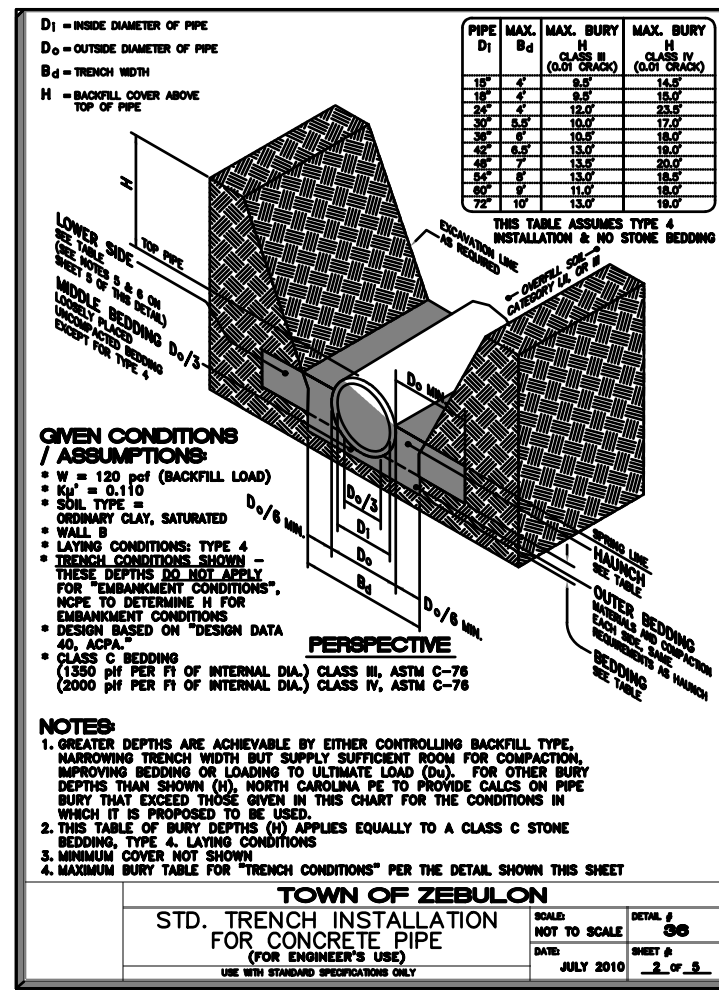 Di = INSIDE DIAMETER OF PIPE
Do = OUTSIDE DIAMETER OF PIPE
Bd = TRENCH WIDTH
H = BACKFILL COVER ABOVE
TOP OF PIPE
PIPE Di MAX. Bd MAX. BURY H CLASS III (0.01 CRACK) MAX. BURY H CLASS IV (0.01 CRACK)
15" 4' 9.5' 14.5'
18" 4' 9.5' 15.0'
24" 4' 12.0' 23.5'
30" 5.5' 10.0' 17.0'
36" 6' 10.5' 18.0'
42" 6.5' 13.0' 19.0'
48" 7' 13.5' 20.0'
54" 8' 13.0' 18.5'
60" 9' 11.0' 18.0'
72" 10' 13.0' 19.0'
THIS TABLE ASSUMES TYPE 4
INSTALLATION & NO STONE BEDDING
H
TOP PIPE
EXCAVATION LINE
AS REQUIRED
OVERFILL SOIL
CATEGORY I,II, OR III
LOWER SIDE
SEE TABLE
(SEE NOTES 5 & 6 ON
SHEET 5 OF THIS DETAIL)
MIDDLE BEDDING
LOOSELY PLACED
UNCOMPACTED BEDDING
EXCEPT FOR TYPE 4
Do/3
Do MIN.
Do/3
Di
Do
Bd
Do/6 MIN.
Do/6 MIN.
SPRING LINE
HAUNCH
SEE TABLE
OUTER BEDDING
MATERIALS AND COMPACTION
EACH SIDE, SAME
REQUIREMENTS AS HAUNCH
BEDDING
SEE TABLE
GIVEN CONDITIONS
/ ASSUMPTIONS:
* W = 120 pcf (BACKFILL LOAD)
* Kµ' = 0.110
* SOIL TYPE =
ORDINARY CLAY, SATURATED
* WALL B
* LAYING CONDITIONS: TYPE 4
* TRENCH CONDITIONS SHOWN -
THESE DEPTHS DO NOT APPLY
FOR "EMBANKMENT CONDITIONS",
NCPE TO DETERMINE H FOR
EMBANKMENT CONDITIONS
* DESIGN BASED ON "DESIGN DATA
40, ACPA."
* CLASS C BEDDING
(1350 plf PER Ft OF INTERNAL DIA.) CLASS III, ASTM C-76
(2000 plf PER Ft OF INTERNAL DIA.) CLASS IV, ASTM C-76
PERSPECTIVE
NOTES:
1. GREATER DEPTHS ARE ACHIEVABLE BY EITHER CONTROLLING BACKFILL TYPE,
NARROWING TRENCH WIDTH BUT SUPPLY SUFFICIENT ROOM FOR COMPACTION,
IMPROVING BEDDING OR LOADING TO ULTIMATE LOAD (Du). FOR OTHER BURY
DEPTHS THAN SHOWN (H), NORTH CAROLINA PE TO PROVIDE CALCS ON PIPE
BURY THAT EXCEED THOSE GIVEN IN THIS CHART FOR THE CONDITIONS IN
WHICH IT IS PROPOSED TO BE USED.
2. THIS TABLE OF BURY DEPTHS (H) APPLIES EQUALLY TO A CLASS C STONE
BEDDING, TYPE 4. LAYING CONDITIONS
3. MINIMUM COVER NOT SHOWN
4. MAXIMUM BURY TABLE FOR "TRENCH CONDITIONS" PER THE DETAIL SHOWN THIS SHEET
TOWN OF ZEBULON
STD. TRENCH INSTALLATION
FOR CONCRETE PIPE
(FOR ENGINEER'S USE)
USE WITH STANDARD SPECIFICATIONS ONLY
SCALE:
NOT TO SCALE
DETAIL #
36
DATE:
JULY 2010
SHEET #:
2 OF 5